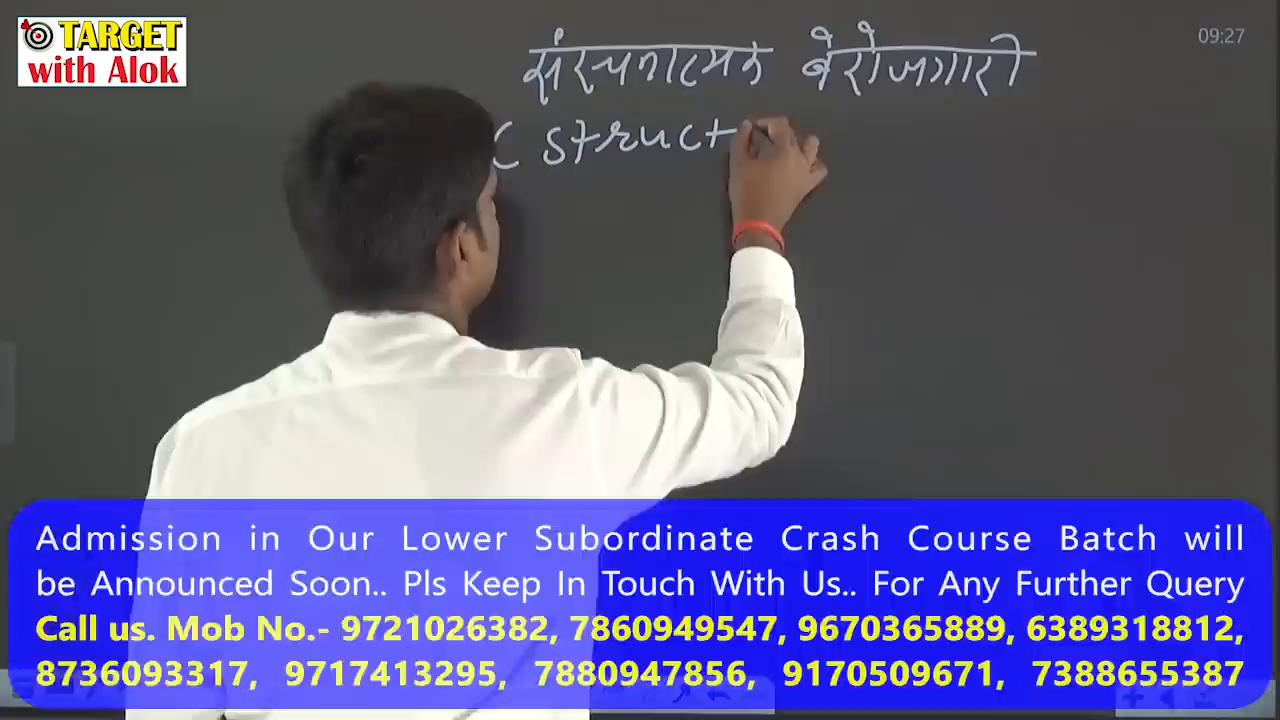 TARGET
with Alok
09:27
संरचनात्मक बेरोजगारी
( struct
Admission in Our Lower Subordinate Crash Course Batch will
be Announced Soon.. Pls Keep In Touch With Us.. For Any Further Query
Call us. Mob No.- 9721026382, 7860949547, 9670365889, 6389318812,
8736093317, 9717413295, 7880947856, 9170509671, 7388655387